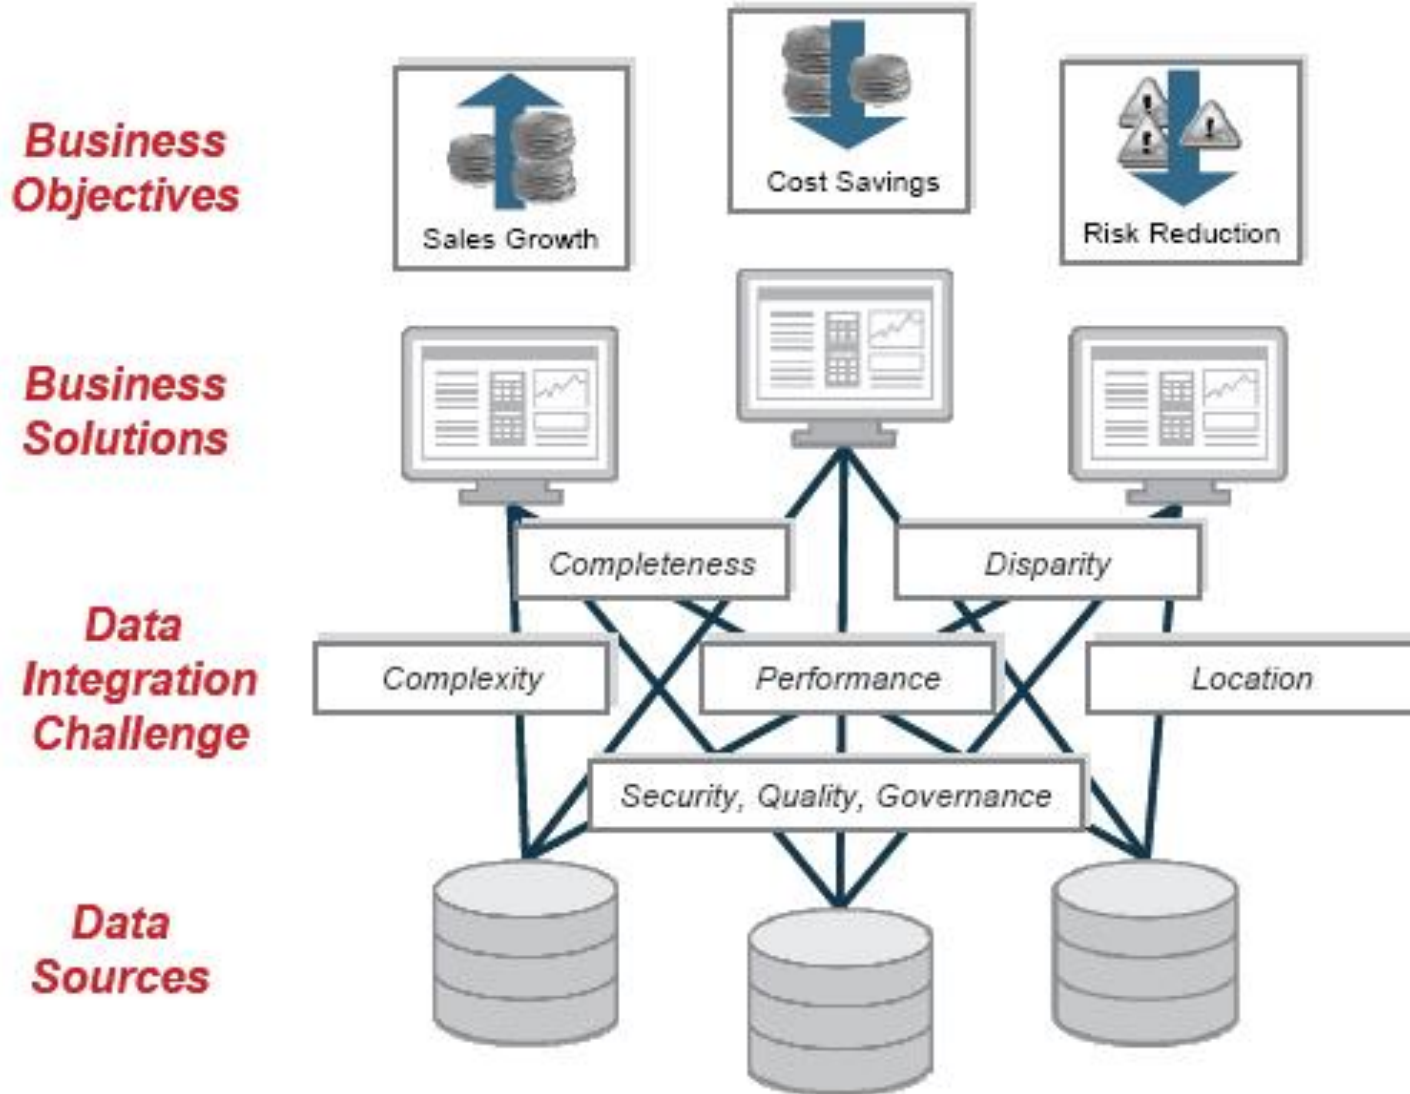 Business
Objectives
Sales Growth
Cost Savings
Risk Reduction
Business
Solutions
Completeness
Disparity
Data
Integration
Challenge
Complexity
Performance
Location
Security, Quality, Governance
Data
Sources